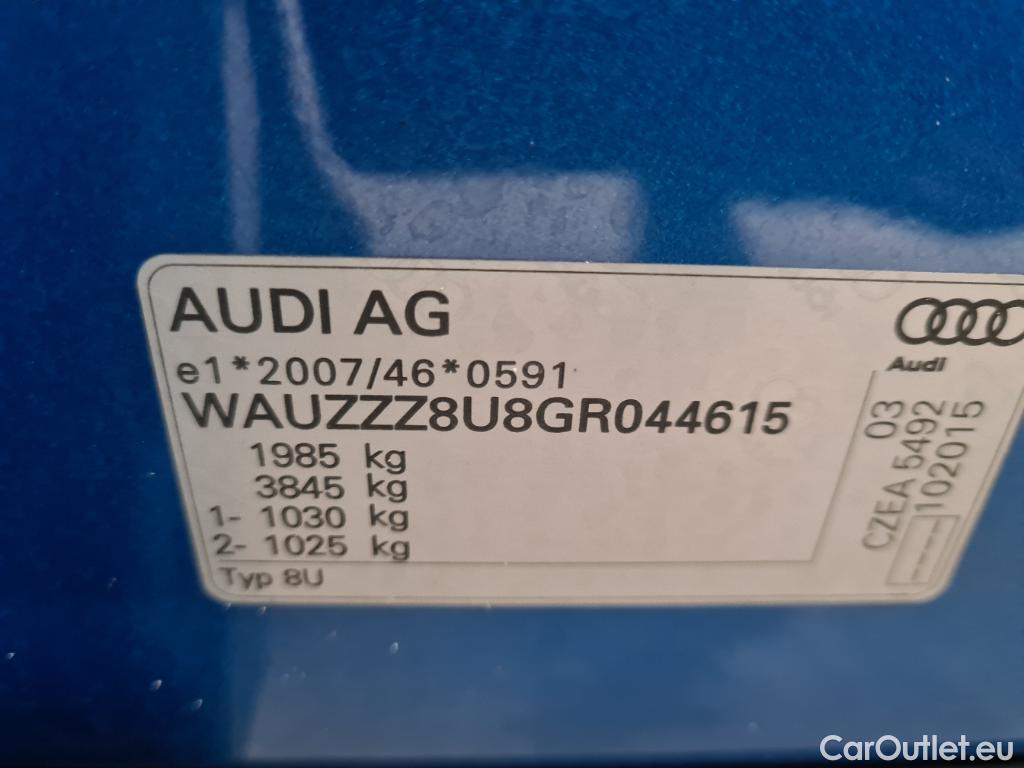 AUDI AG
e1*2007/46*0591
WAUZZZ8U8GR044615
1985 kg
3845 kg
1- 1030 kg
2- 1025 kg
Typ 8U
Audi
03
CZEA 5492
102015
CarOutlet.eu